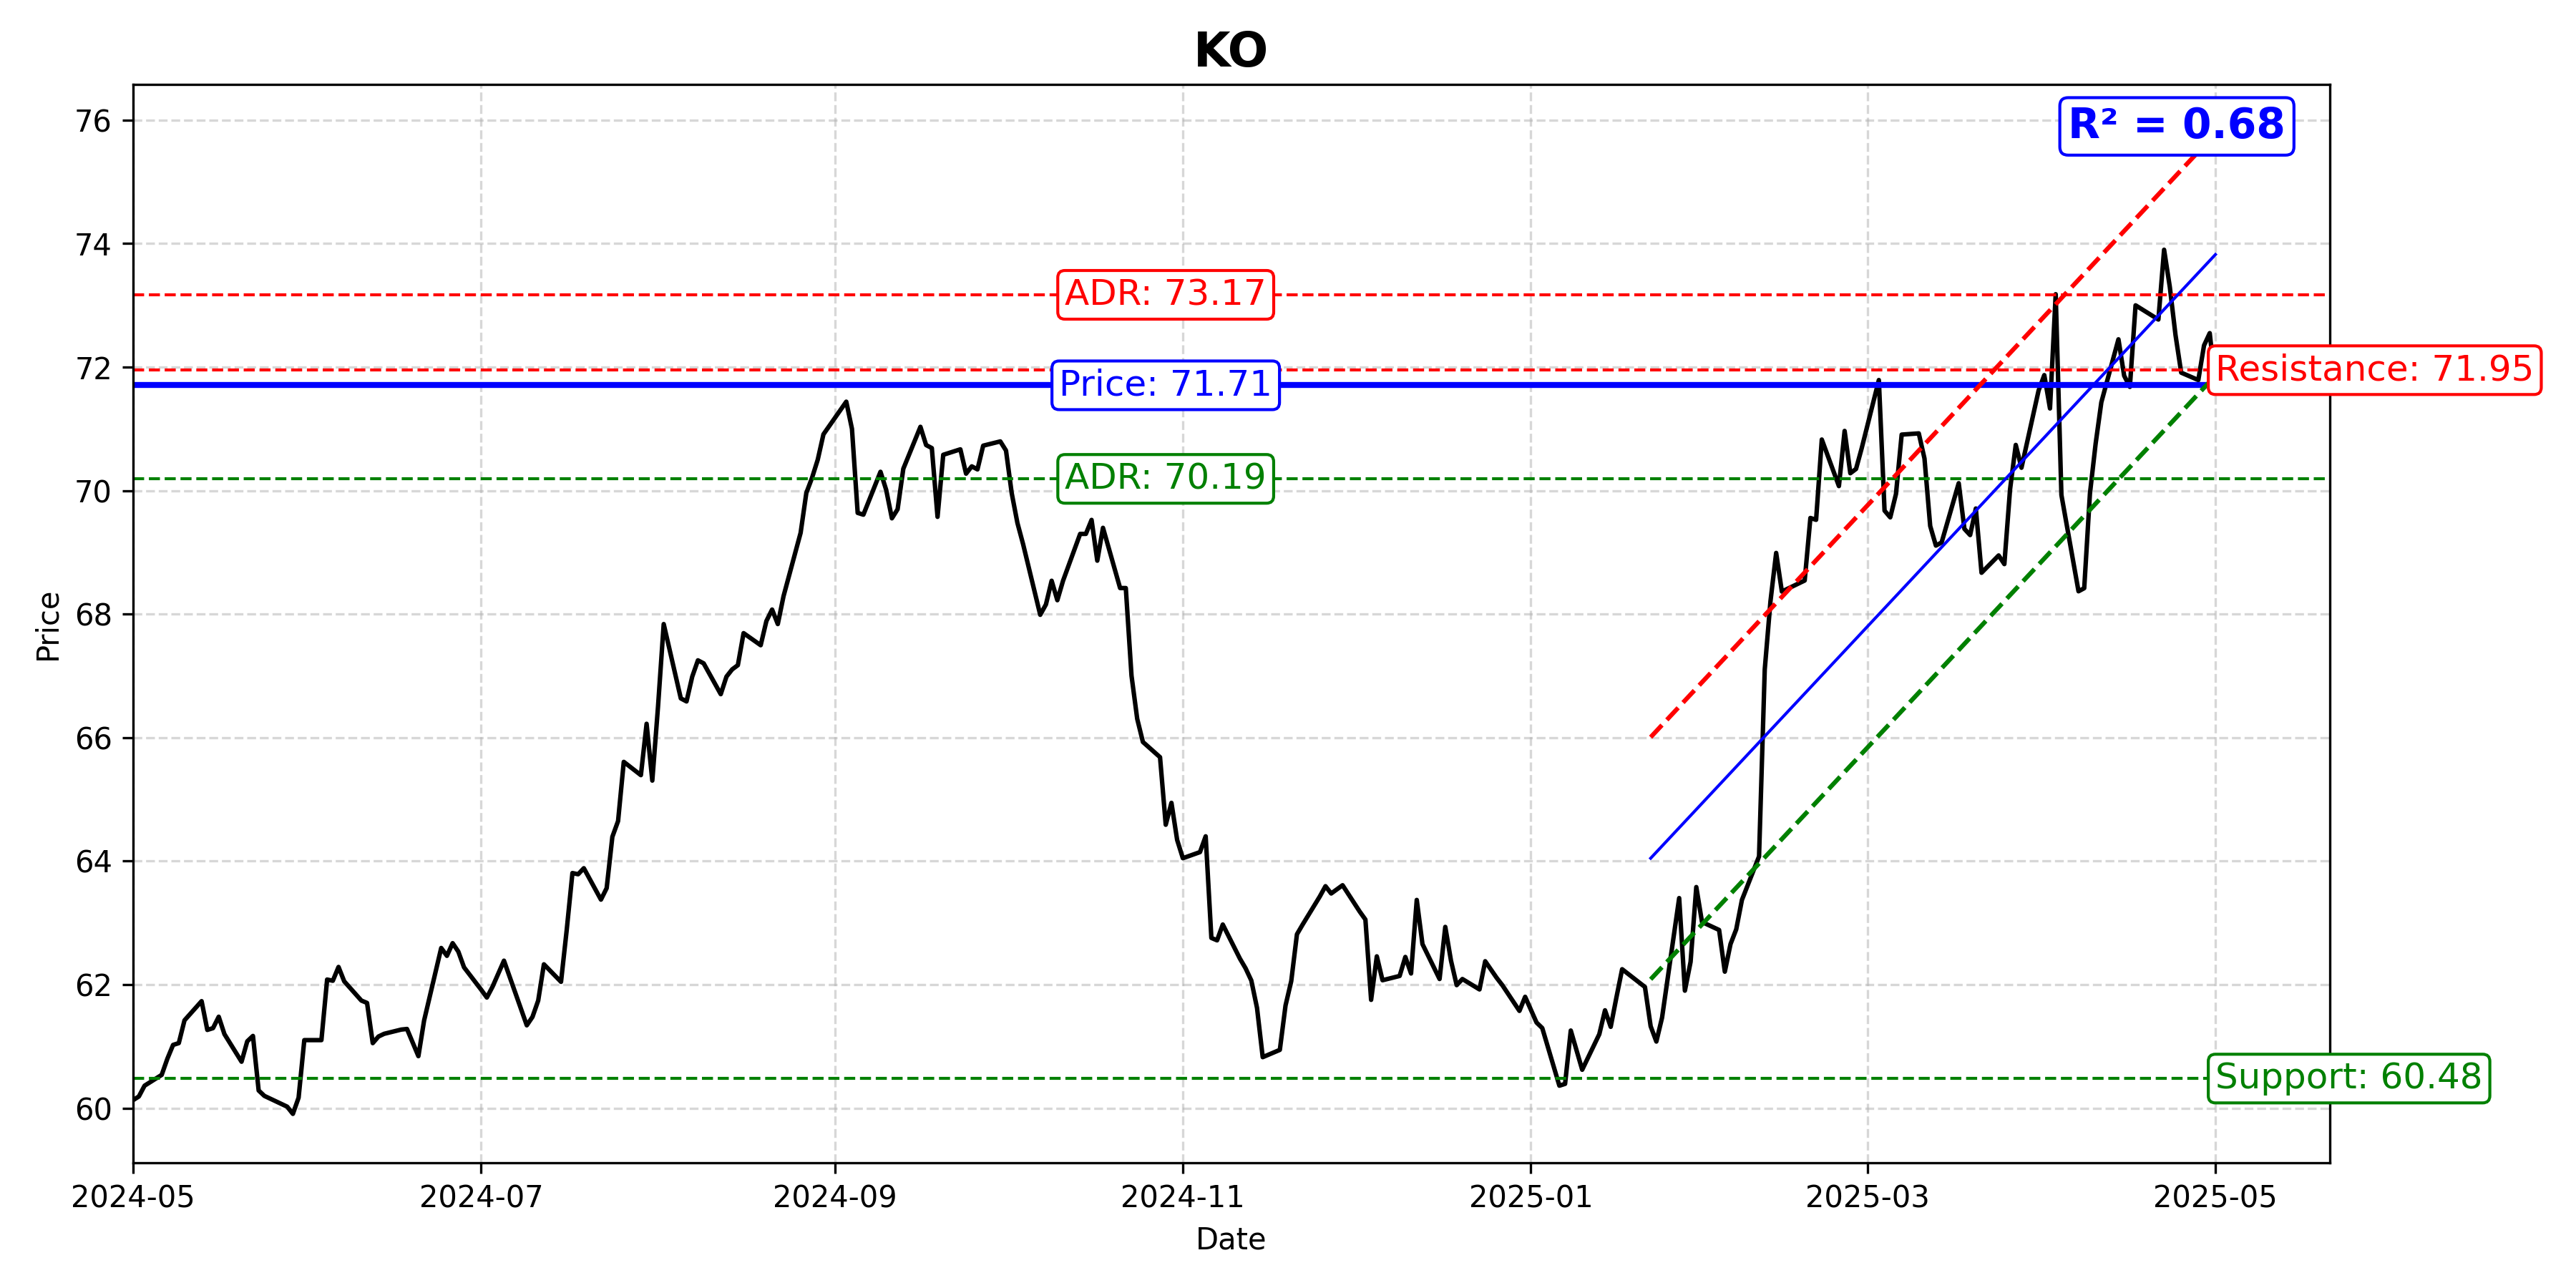 KO
R² = 0.68
76
74
72
70
68
66
64
62
60
Price
ADR: 73.17
Price: 71.71
Resistance: 71.95
ADR: 70.19
Support: 60.48
2024-05
2024-07
2024-09
2024-11
2025-01
2025-03
2025-05
Date